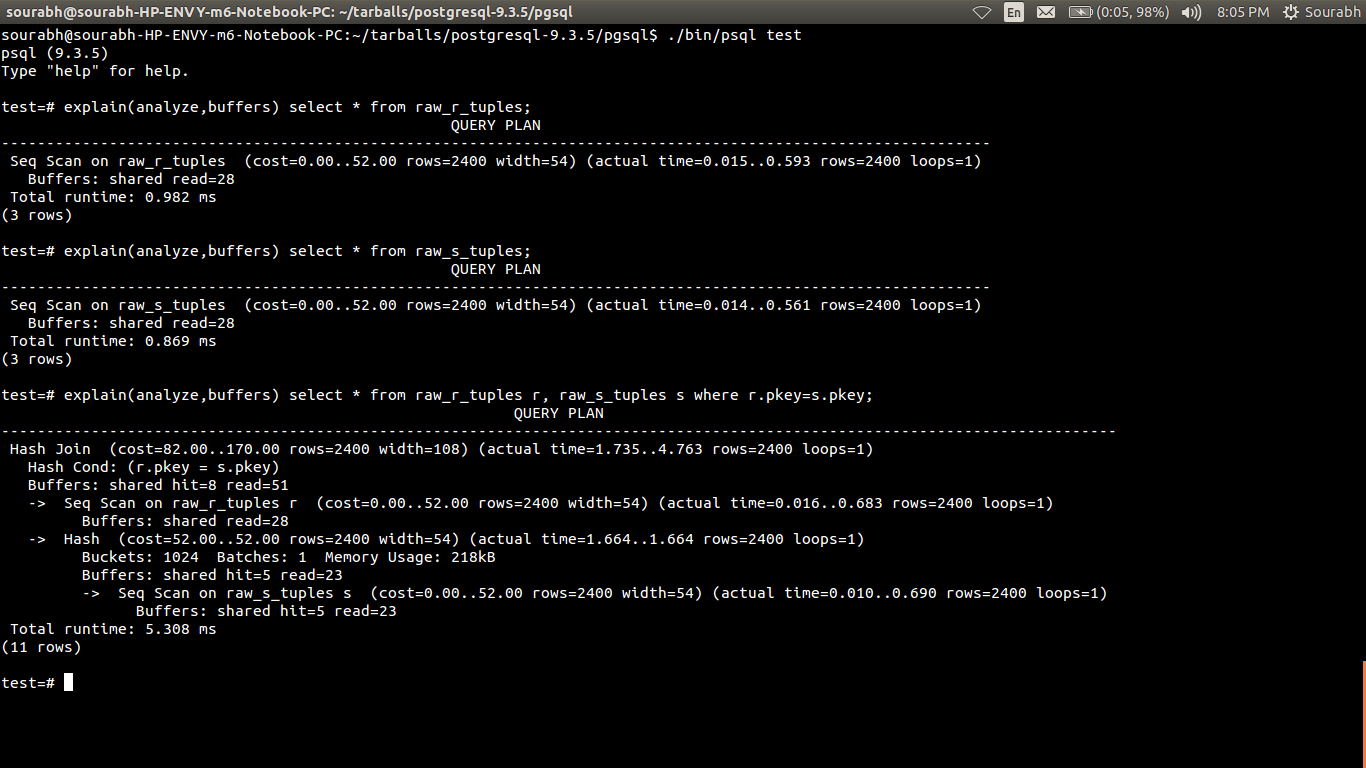 sourabh@sourabh-HP-ENVY-m6-Notebook-PC: ~/tarballs/postgresql-9.3.5/pgsql En (0:05, 98%) 8:05 PM Sourabh
sourabh@sourabh-HP-ENVY-m6-Notebook-PC:~/tarballs/postgresql-9.3.5/pgsql$ ./bin/psql test
psql (9.3.5)
Type "help" for help.
test=# explain(analyze,buffers) select * from raw_r_tuples;
QUERY PLAN
--------------------------------------------------------------------------------------------------------------
Seq Scan on raw_r_tuples  (cost=0.00..52.00 rows=2400 width=54) (actual time=0.015..0.593 rows=2400 loops=1)
Buffers: shared read=28
Total runtime: 0.982 ms
(3 rows)
test=# explain(analyze,buffers) select * from raw_s_tuples;
QUERY PLAN
--------------------------------------------------------------------------------------------------------------
Seq Scan on raw_s_tuples  (cost=0.00..52.00 rows=2400 width=54) (actual time=0.014..0.561 rows=2400 loops=1)
Buffers: shared read=28
Total runtime: 0.869 ms
(3 rows)
test=# explain(analyze,buffers) select * from raw_r_tuples r, raw_s_tuples s where r.pkey=s.pkey;
QUERY PLAN
----------------------------------------------------------------------------------------------------------------------------
Hash Join  (cost=82.00..170.00 rows=2400 width=108) (actual time=1.735..4.763 rows=2400 loops=1)
Hash Cond: (r.pkey = s.pkey)
Buffers: shared hit=8 read=51
->  Seq Scan on raw_r_tuples r  (cost=0.00..52.00 rows=2400 width=54) (actual time=0.016..0.683 rows=2400 loops=1)
Buffers: shared read=28
->  Hash  (cost=52.00..52.00 rows=2400 width=54) (actual time=1.664..1.664 rows=2400 loops=1)
Buckets: 1024  Batches: 1  Memory Usage: 218kB
Buffers: shared hit=5 read=23
->  Seq Scan on raw_s_tuples s  (cost=0.00..52.00 rows=2400 width=54) (actual time=0.010..0.690 rows=2400 loops=1)
Buffers: shared hit=5 read=23
Total runtime: 5.308 ms
(11 rows)
test=#